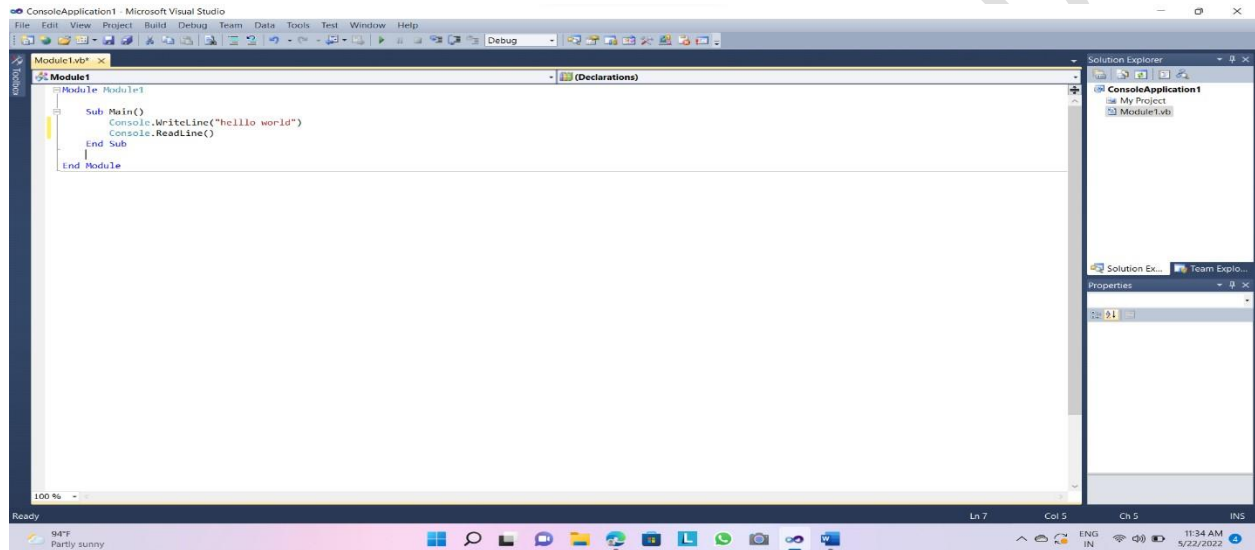 ConsoleApplication1 - Microsoft Visual Studio
File Edit View Project Build Debug Team Data Tools Test Window Help
Debug
Module1.vb* ×
Solution Explorer
Toolbox
Module1
(Declarations)
Module Module1
Sub Main()
Console.WriteLine("helllo world")
Console.ReadLine()
End Sub
End Module
ConsoleApplication1
My Project
Module1.vb
Solution Ex...
Team Explo...
Properties
100 %
Ready
Ln 7
Col 5
Ch 5
INS
94°F
Partly sunny
ENG
IN
11:34 AM
5/22/2022
4